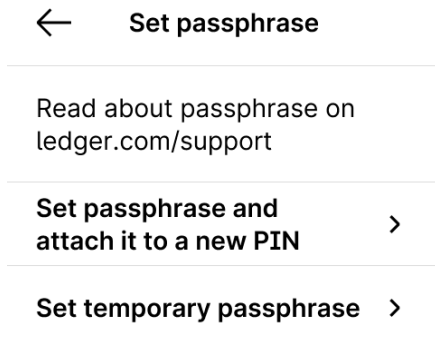 Set passphrase
Read about passphrase on
ledger.com/support
Set passphrase and
attach it to a new PIN
Set temporary passphrase